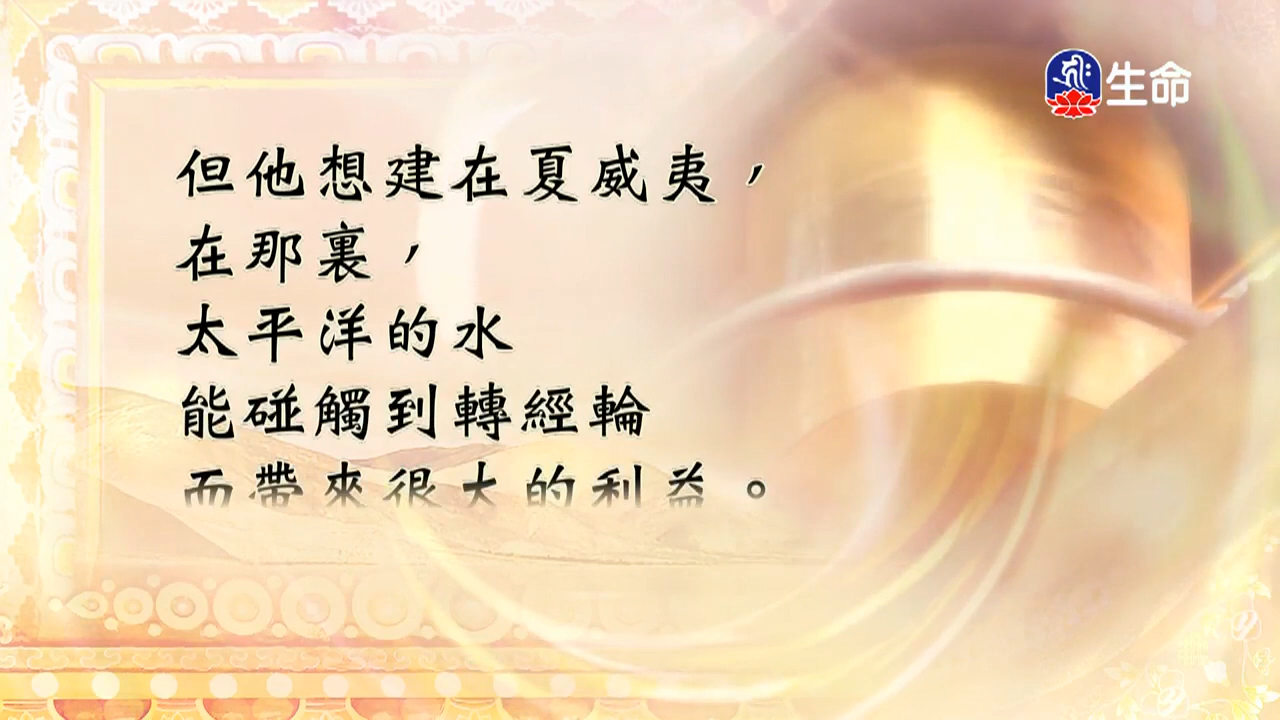 生命
但他想建在夏威夷，
在那裏，
太平洋的水
能碰觸到轉經輪
而帶來很大的利益。